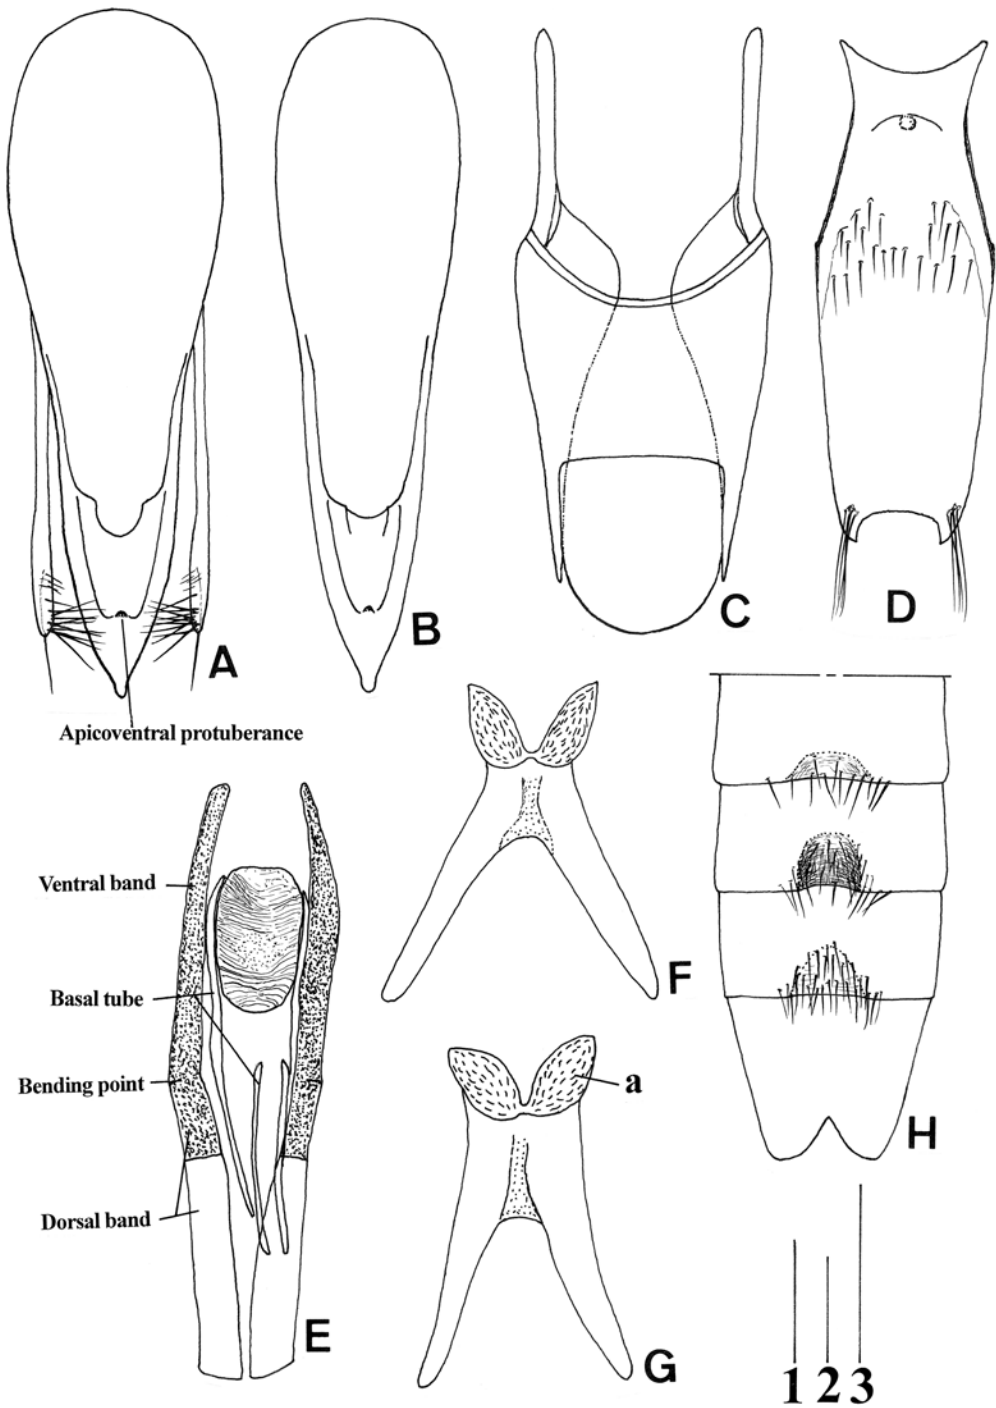 A
B
C
D
Apicoventral protuberance
Ventral band
Basal tube
Bending point
Dorsal band
E
F
G
a
H
1 2 3